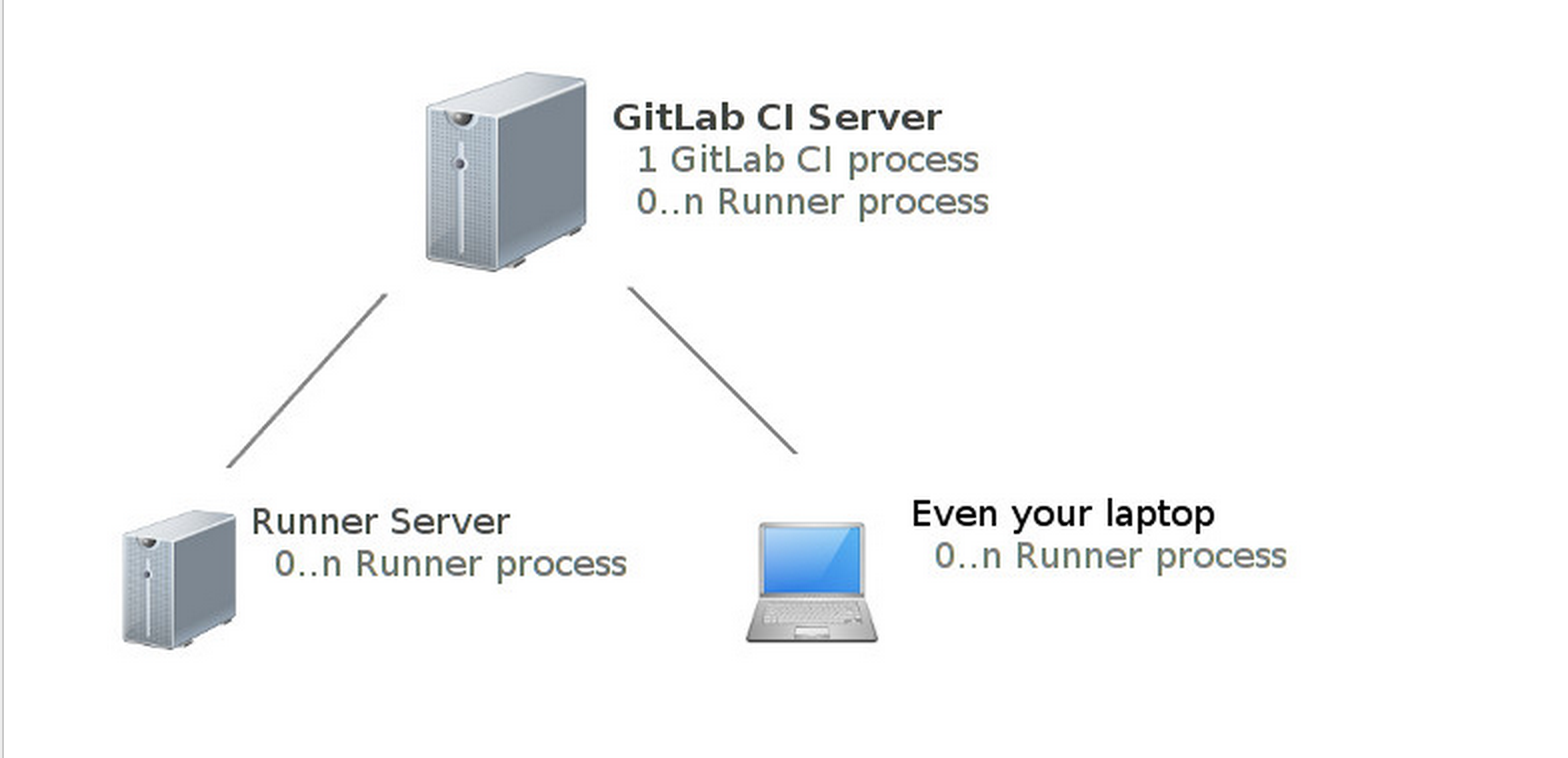 GitLab CI Server
1 GitLab CI process
0..n Runner process
Runner Server
0..n Runner process
Even your laptop
0..n Runner process